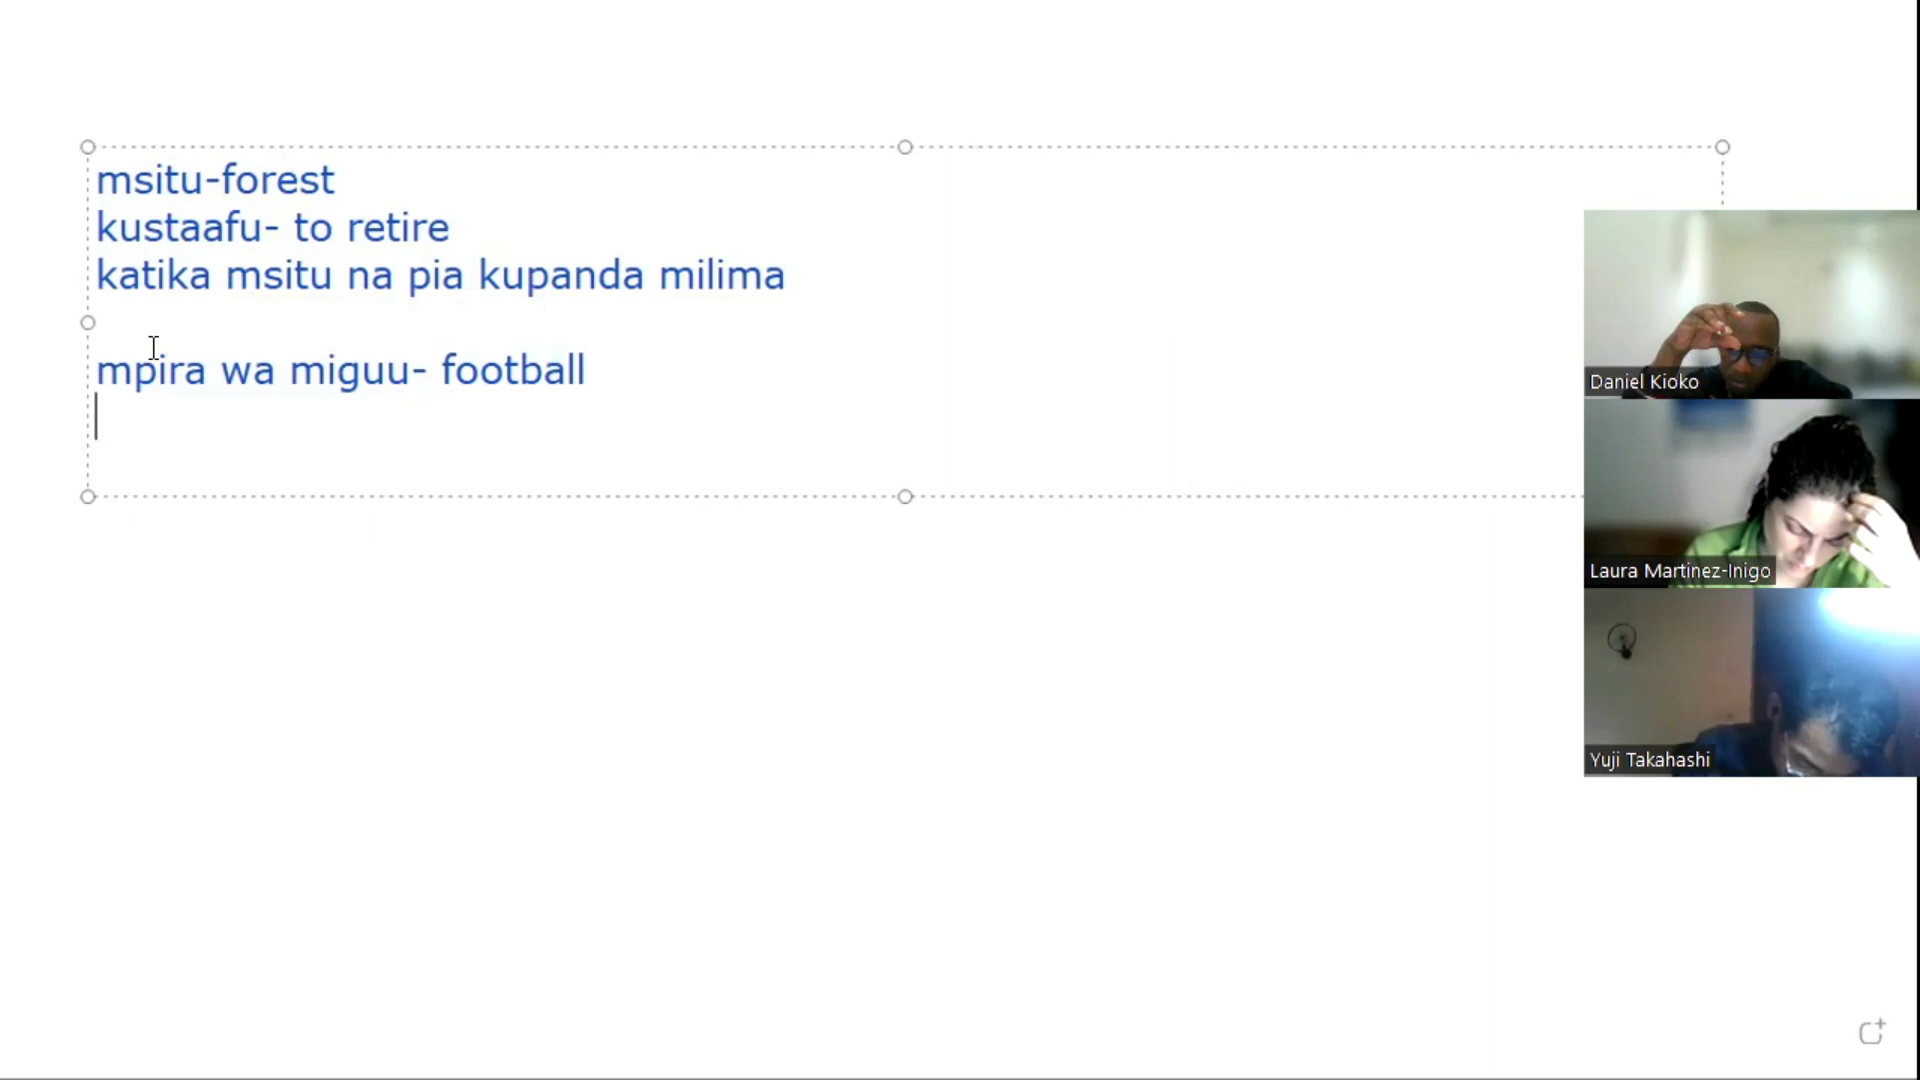 msitu-forest
kustaafu- to retire
katika msitu na pia kupanda milima
mpira wa miguu- football
Daniel Kioko
Laura Martinez-Inigo
Yuji Takahashi